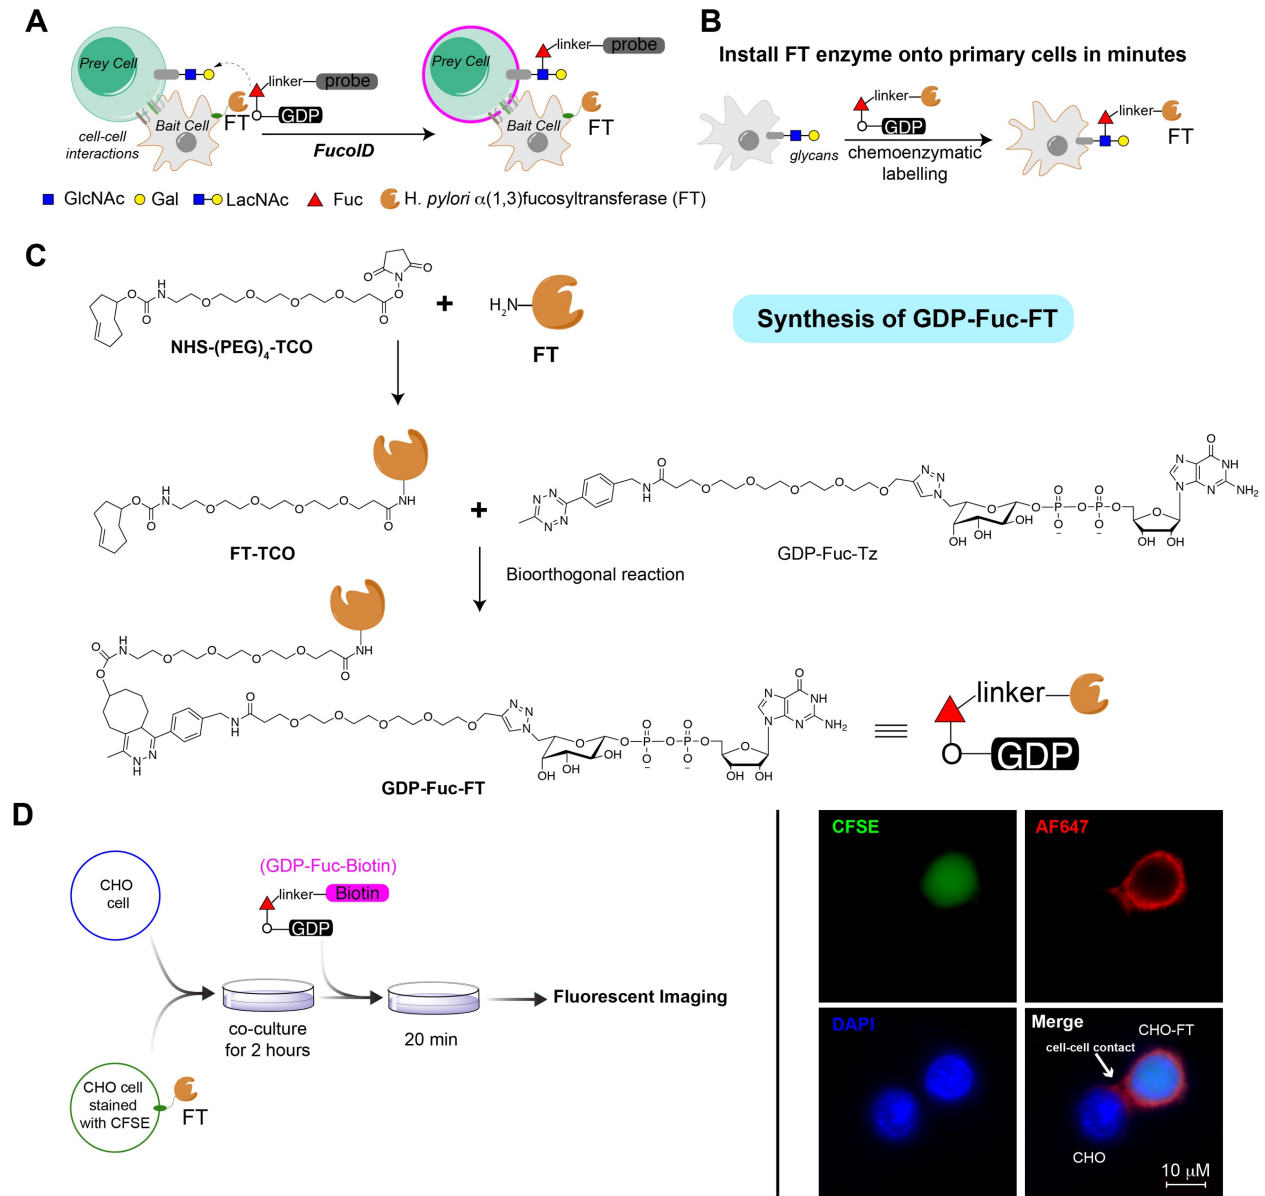 A
Prey Cell
linker
probe
Bait Cell
FT
GDP
cell-cell
interactions
FucoID
Prey Cell
linker
probe
Bait Cell
FT
GlcNAc
Gal
LacNAc
Fuc
H. pylori α(1,3)fucosyltransferase (FT)
B
Install FT enzyme onto primary cells in minutes
linker
GDP
glycans
chemoenzymatic
labelling
linker
FT
C
NHS-(PEG)4-TCO
+
H2N
FT
Synthesis of GDP-Fuc-FT
FT-TCO
+
GDP-Fuc-Tz
Bioorthogonal reaction
GDP-Fuc-FT
linker
O
GDP
D
CHO
cell
(GDP-Fuc-Biotin)
linker
Biotin
O
GDP
co-culture
for 2 hours
20 min
Fluorescent Imaging
CHO cell
stained
with CFSE
FT
CFSE
AF647
DAPI
Merge
CHO-FT
cell-cell contact
CHO
10 µM